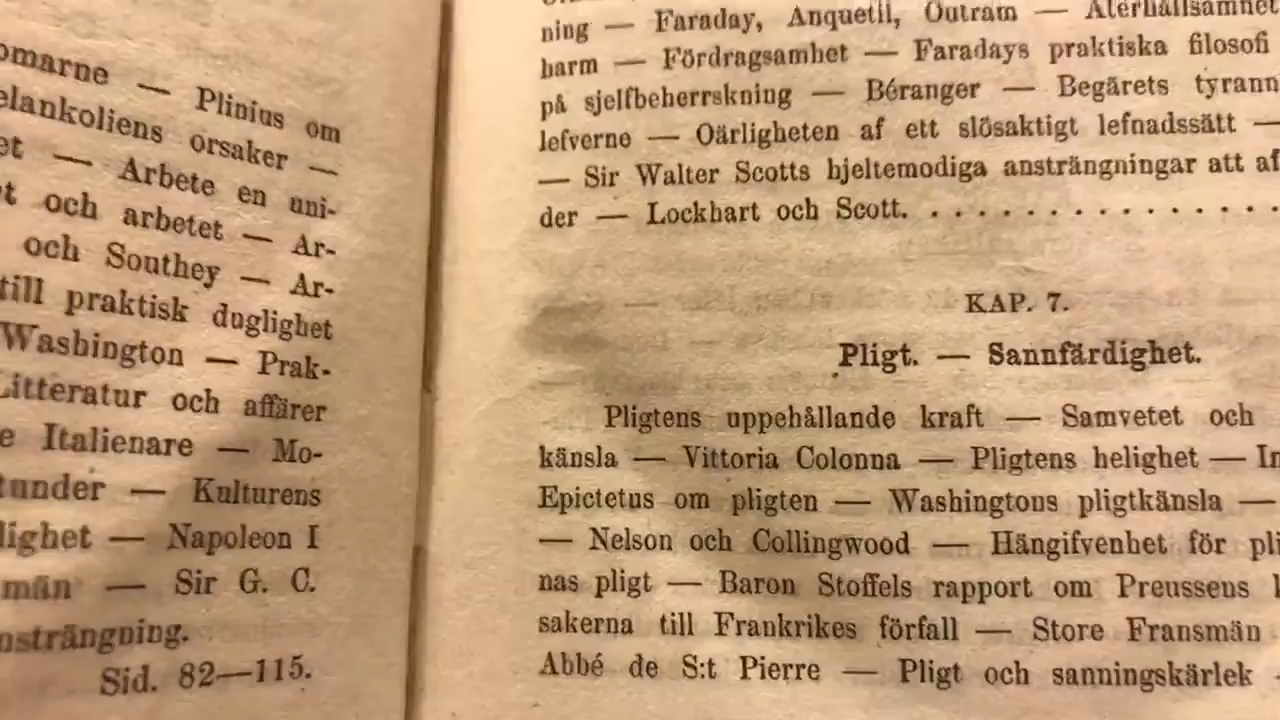 omarne — Plinius om
elankoliens orsaker —
et — Arbete en uni-
t och arbetet — Ar-
och Southey — Ar-
till praktisk duglighet
Washington — Prak-
Litteratur och affärer
e Italienare — Mo-
tunder — Kulturens
lighet — Napoleon I
män — Sir G. C.
nsträngning.
Sid. 82—115.
ning — Faraday, Anquetil, Outram — Återhållsamhet
harm — Fördragsamhet — Faradays praktiska filosofi
på sjelfbeherrskning — Béranger — Begärets tyrann
lefverne — Oärligheten af ett slösaktigt lefnadssätt —
— Sir Walter Scotts hjeltemodiga ansträngningar att af
der — Lockhart och Scott. . . . . . . . . . . . . . .
KAP. 7.
Pligt. — Sannfärdighet.
Pligtens uppehållande kraft — Samvetet och
känsla — Vittoria Colonna — Pligtens helighet — In
Epictetus om pligten — Washingtons pligtkänsla —
— Nelson och Collingwood — Hängifvenhet för pli
nas pligt — Baron Stoffels rapport om Preussens
sakerna till Frankrikes förfall — Store Fransmän
Abbé de S:t Pierre — Pligt och sanningskärlek -